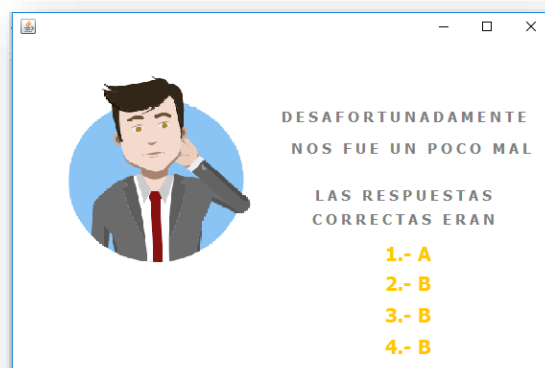 DESAFORTUNADAMENTE
NOS FUE UN POCO MAL
LAS RESPUESTAS
CORRECTAS ERAN
1.- A
2.- B
3.- B
4.- B